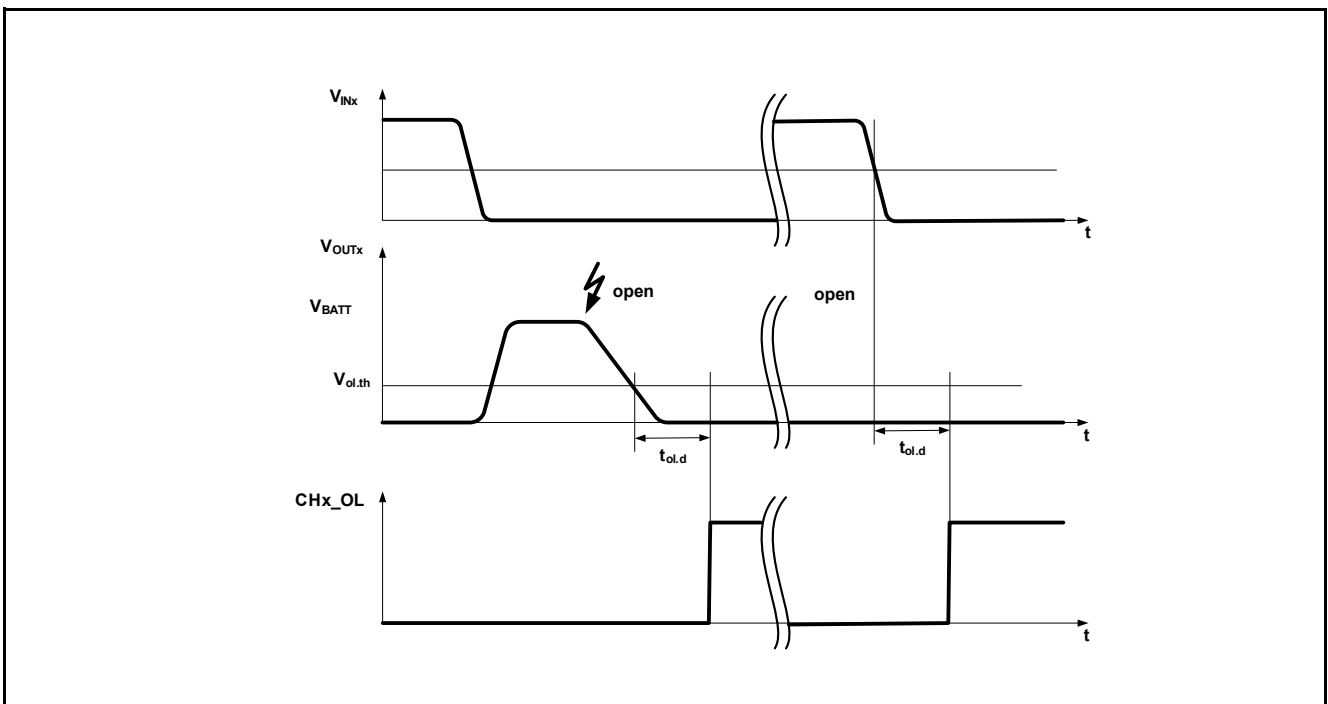 VINx
t
VOUTx
open
open
VBATT
Vol.th
t
tol.d
tol.d
CHx_OL
t